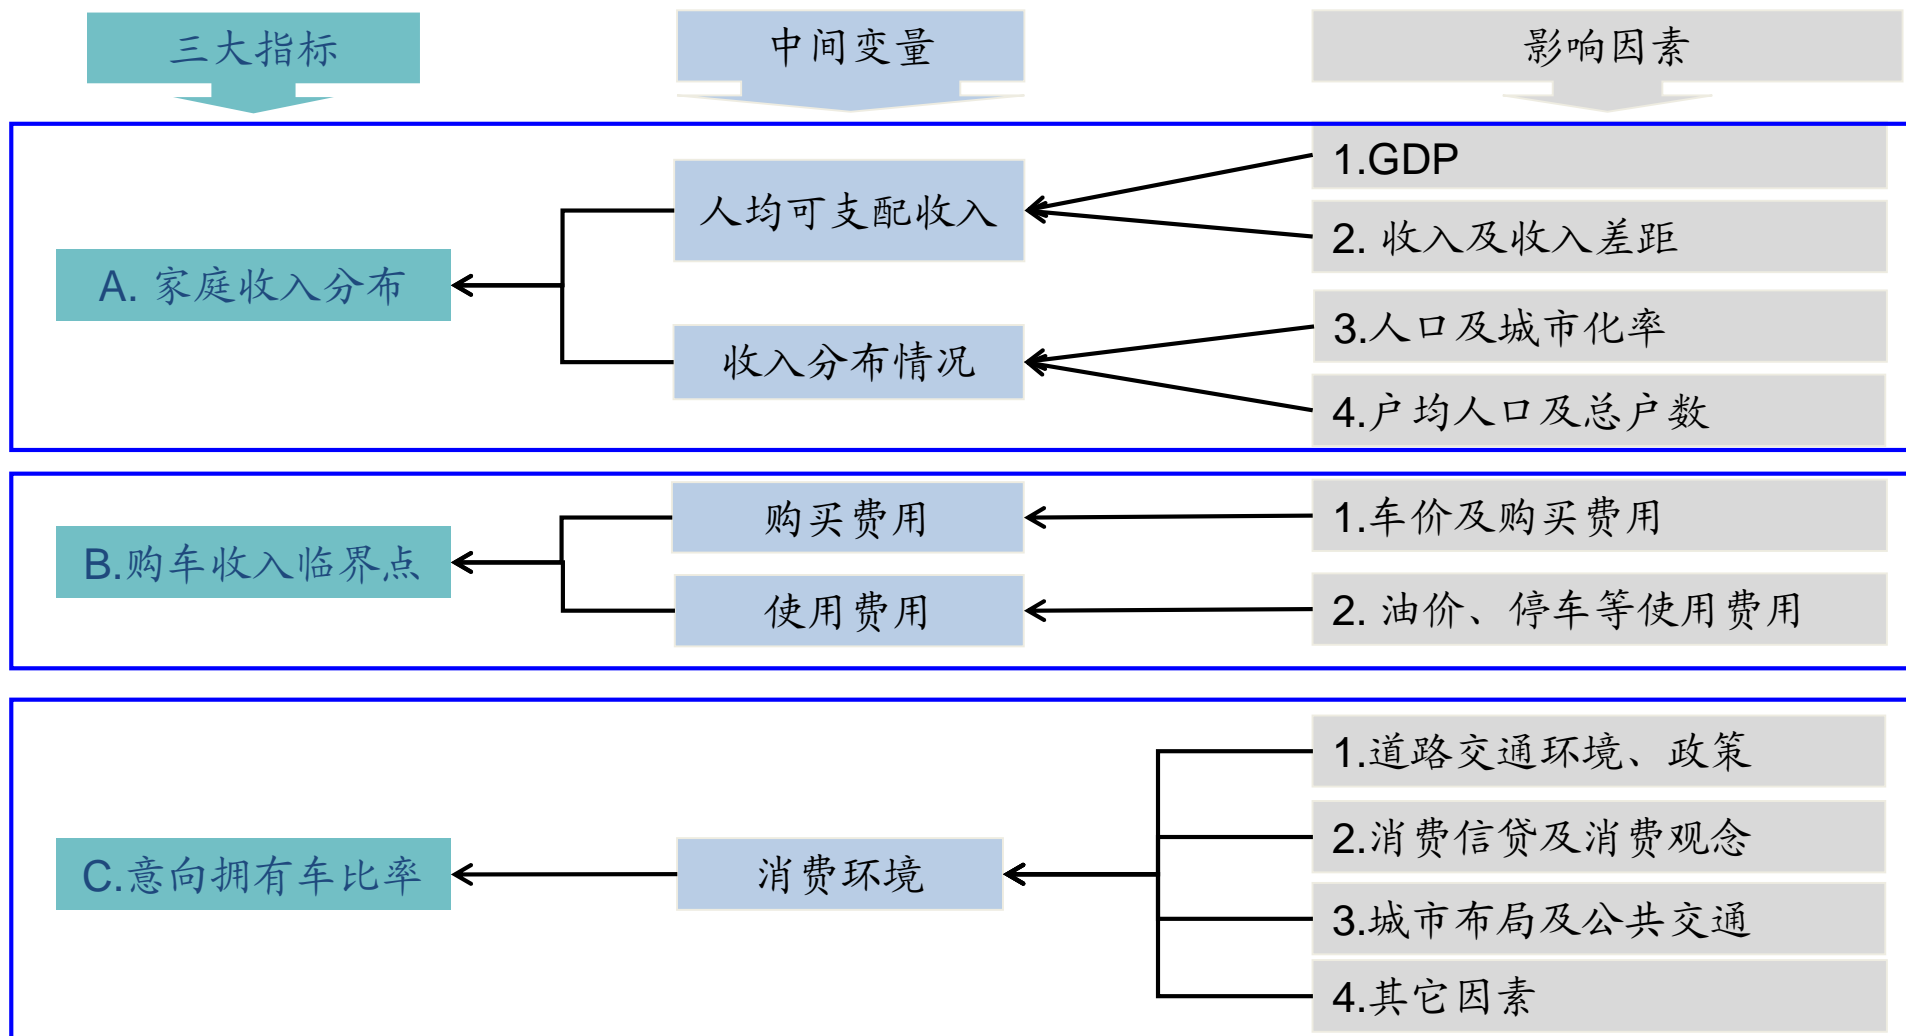 三大指标
中间变量
影响因素
A. 家庭收入分布
人均可支配收入
收入分布情况
1.GDP
2. 收入及收入差距
3.人口及城市化率
4.户均人口及总户数
B.购车收入临界点
购买费用
使用费用
1.车价及购买费用
2. 油价、停车等使用费用
C.意向拥有车比率
消费环境
1.道路交通环境、政策
2.消费信贷及消费观念
3.城市布局及公共交通
4.其它因素